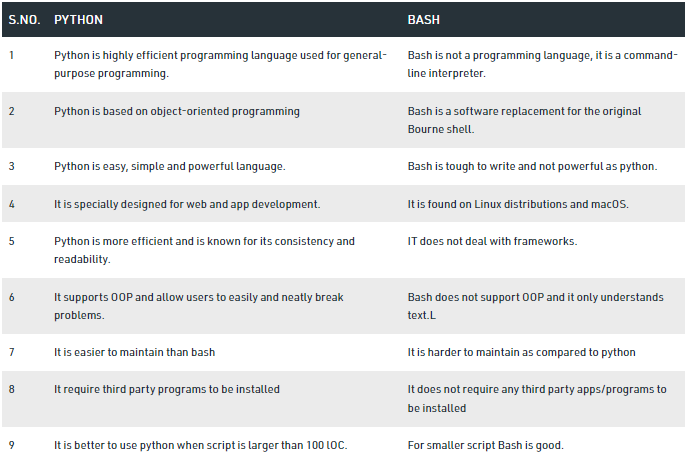 S.NO. PYTHON BASH
1 Python is highly efficient programming language used for general- Bash is not a programming language, it is a command-
purpose programming. line interpreter.
2 Python is based on object-oriented programming Bash is a software replacement for the original
Bourne shell.
3 Python is easy, simple and powerful language. Bash is tough to write and not powerful as python.
4 It is specially designed for web and app development. It is found on Linux distributions and macOS.
5 Python is more efficient and is known for its consistency and IT does not deal with frameworks.
readability.
6 It supports OOP and allow users to easily and neatly break Bash does not support OOP and it only understands
problems. text.L
7 It is easier to maintain than bash It is harder to maintain as compared to python
8 It require third party programs to be installed It does not require any third party apps/programs to
be installed
9 It is better to use python when script is larger than 100 lOC. For smaller script Bash is good.